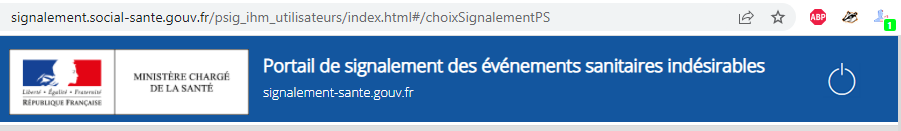 signalement.social-sante.gouv.fr/psig_ihm_utilisateurs/index.html#/choixSignalementPS
ABP
1
Liberté • Égalité • Fraternité
RÉPUBLIQUE FRANÇAISE
MINISTÈRE CHARGÉ
DE LA SANTÉ
Portail de signalement des événements sanitaires indésirables
signalement-sante.gouv.fr